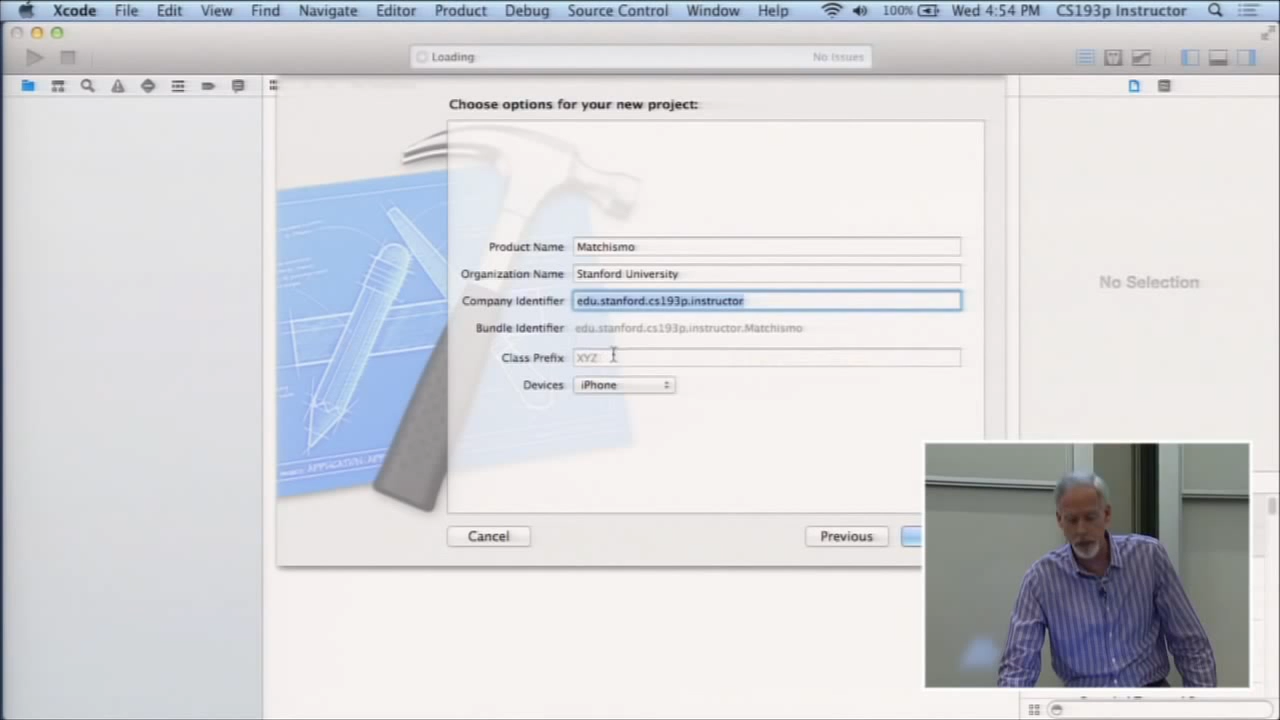 Xcode File Edit View Find Navigate Editor Product Debug Source Control Window Help 100% Wed 4:54 PM CS193p Instructor
Loading No Issues
Choose options for your new project:
Product Name Matchismo
Organization Name Stanford University
Company Identifier edu.stanford.cs193p.instructor
Bundle Identifier edu.stanford.cs193p.instructor.Matchismo
Class Prefix XYZ
Devices iPhone
Cancel Previous
No Selection